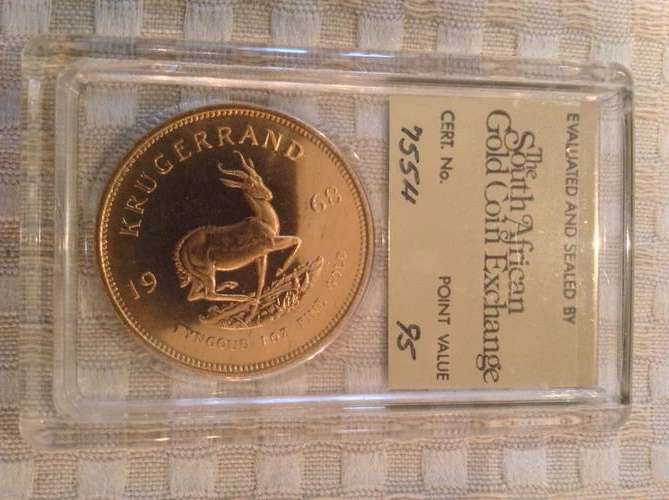 EVALUATED AND SEALED BY
The
South African
Gold Coin Exchange
CERT. No.
POINT VALUE
7554
95
KRUGERRAND
19 68
FYNGOUD 1 OZ FINE GOLD